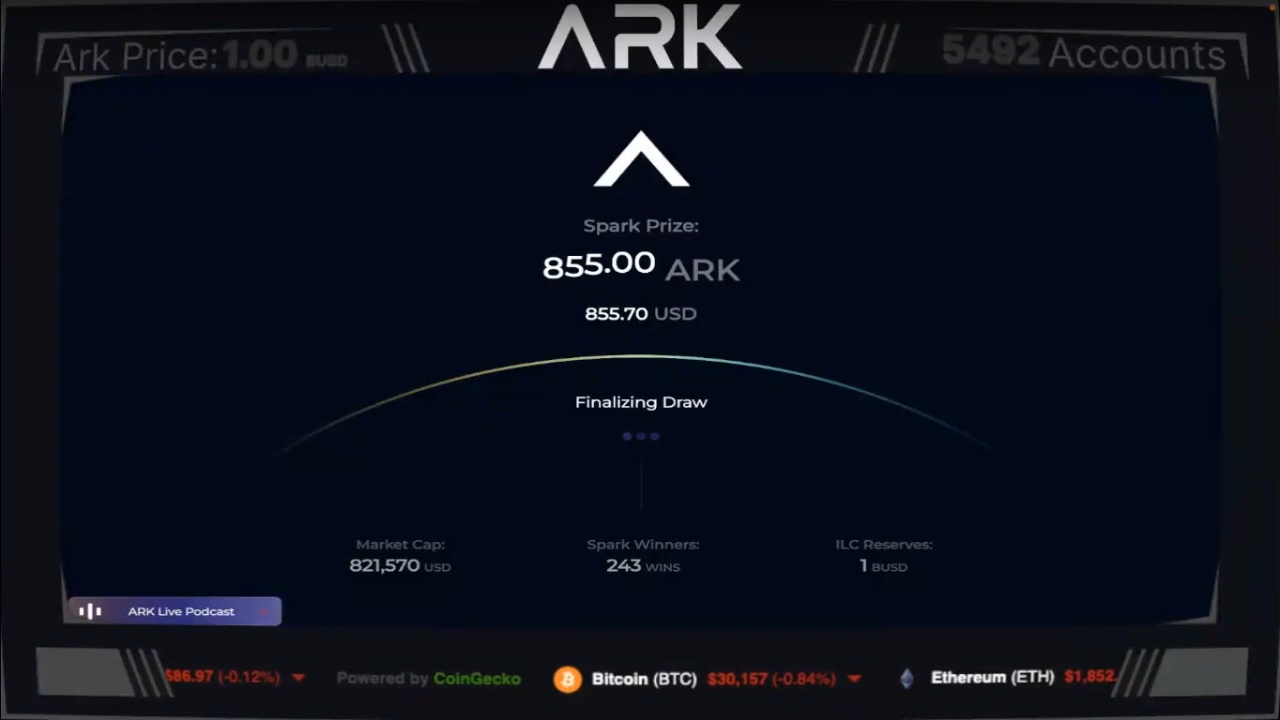 ARK
Ark Price:1.00 BUSD
5492 Accounts
Spark Prize:
855.00 ARK
855.70 USD
Finalizing Draw
Market Cap:
821,570 USD
Spark Winners:
243 WINS
ILC Reserves:
1 BUSD
ARK Live Podcast
$86.97 (-0.12%) Powered by CoinGecko Bitcoin (BTC) $30,157 (-0.84%) Ethereum (ETH) $1,852.